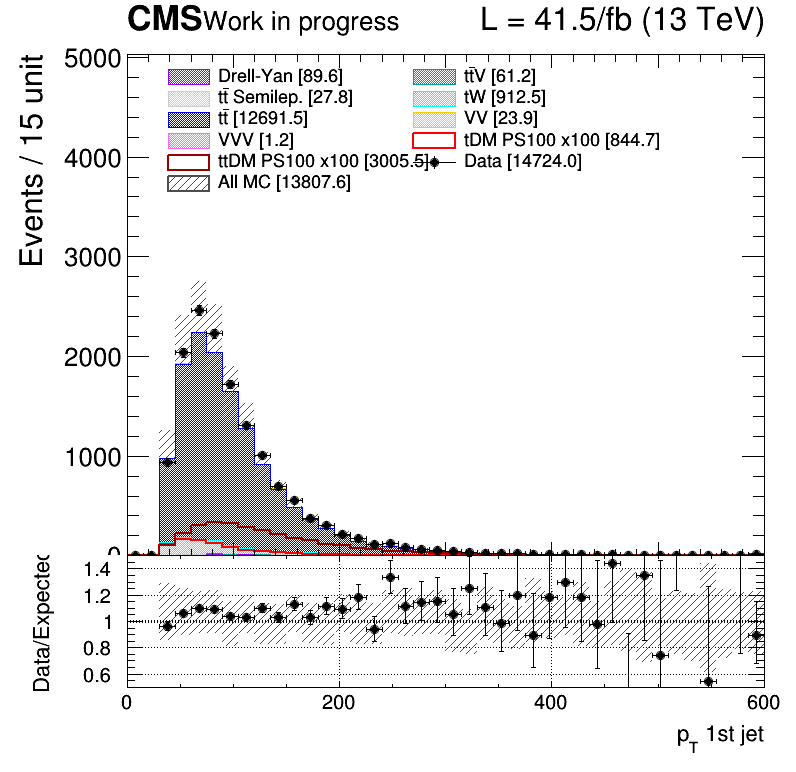 CMS Work in progress L = 41.5/fb (13 TeV)
Events / 15 unit
5000
4000
3000
2000
1000
0
Drell-Yan [89.6]
tt̄ Semilep. [27.8]
tt̄ [12691.5]
VVV [1.2]
ttDM PS100 x100 [3005.5]
All MC [13807.6]
tt̄V [61.2]
tW [912.5]
VV [23.9]
tDM PS100 x100 [844.7]
Data [14724.0]
Data/Expected
1.4
1.2
1
0.8
0.6
0 200 400 600
p_T 1st jet